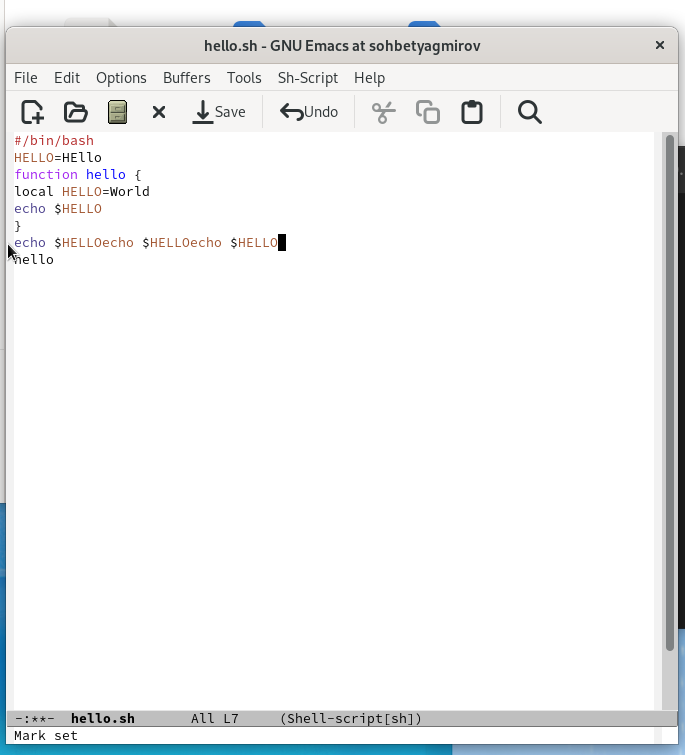 hello.sh - GNU Emacs at sohbetyagmirov
File Edit Options Buffers Tools Sh-Script Help
Save Undo
#/bin/bash
HELLO=HEllo
function hello {
local HELLO=World
echo $HELLO
}
echo $HELLOecho $HELLOecho $HELLO
hello
-:**- hello.sh All L7 (Shell-script[sh])
Mark set